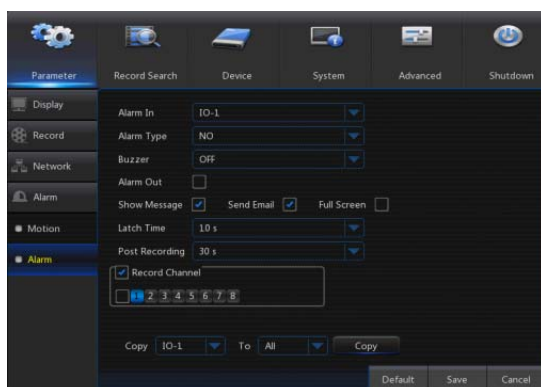 Parameter Record Search Device System Advanced Shutdown
Display
Record
Network
Alarm
Motion
Alarm
Alarm In IO-1
Alarm Type NO
Buzzer OFF
Alarm Out
Show Message Send Email Full Screen
Latch Time 10 s
Post Recording 30 s
Record Channel
1 2 3 4 5 6 7 8
Copy IO-1 To All Copy
Default Save Cancel